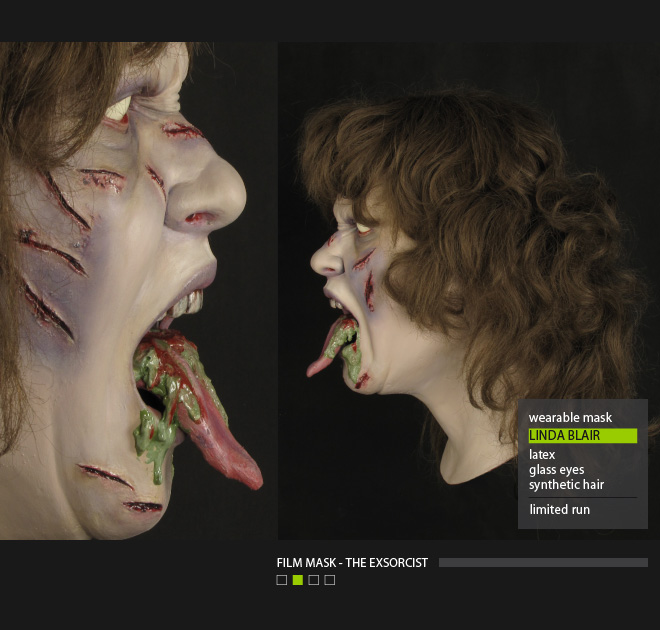 wearable mask
LINDA BLAIR
latex
glass eyes
synthetic hair
limited run
FILM MASK - THE EXSORCIST